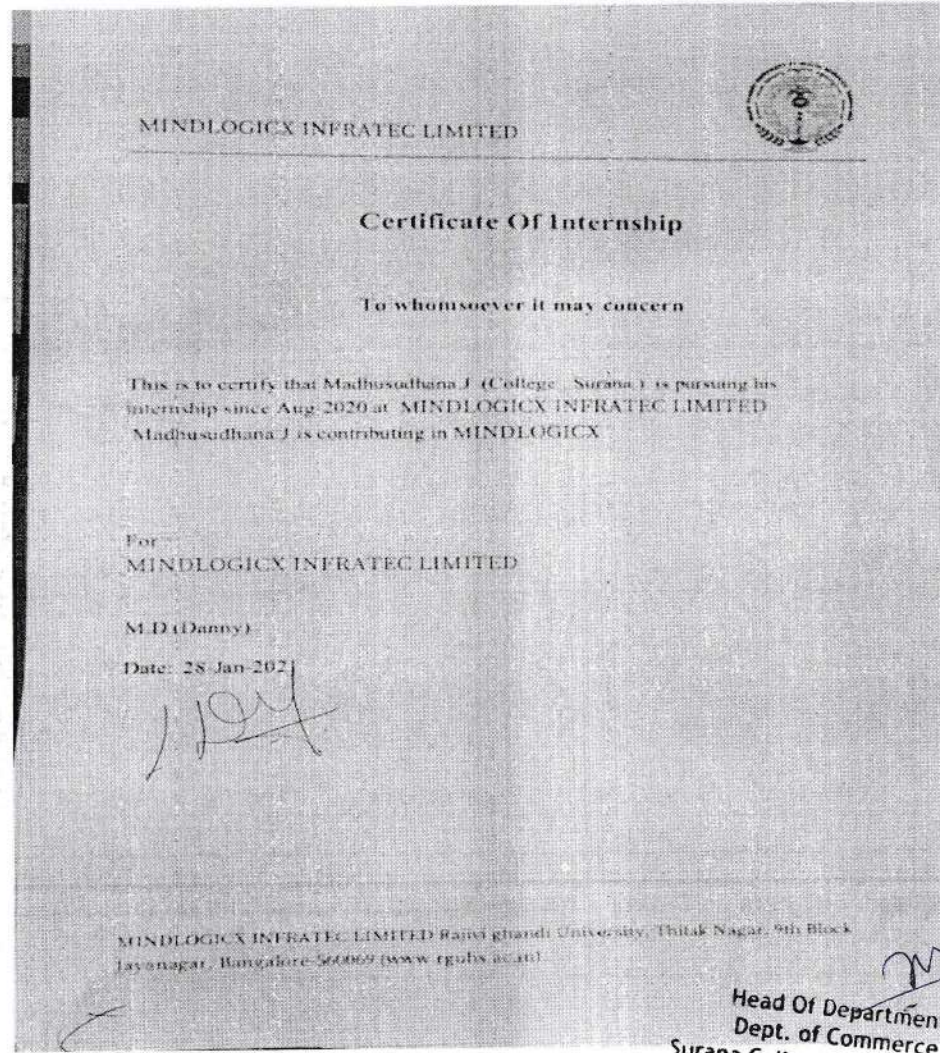 MINDLOGICX INFRATEC LIMITED
Certificate Of Internship
To whomsoever it may concern
This is to certify that Madhusudhana J (College Surana ) is pursuing his
internship since Aug-2020 at MINDLOGICX INFRATEC LIMITED
Madhusudhana J is contributing in MINDLOGICX
For
MINDLOGICX INFRATEC LIMITED
M.D (Danny)
Date: 28-Jan-2021
MINDLOGICX INFRATEC LIMITED Rajivi ghandi University, Thilak Nagar, 9th Block
Jayanagar, Bangalore-560069 (www.rguhs.ac.in)
Head Of Departmen
Dept. of Commerce
Surana